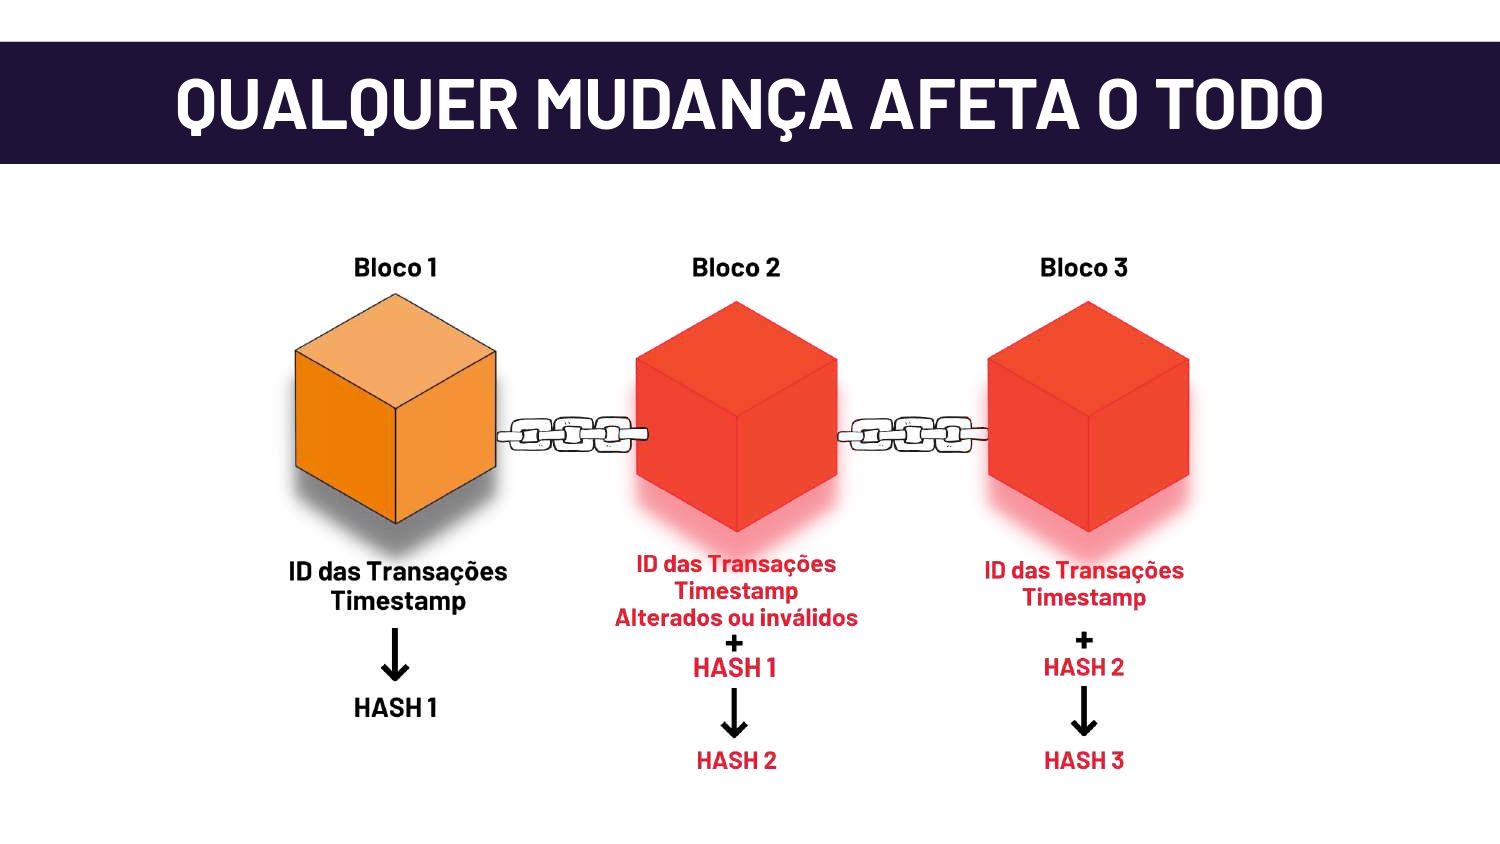 QUALQUER MUDANÇA AFETA O TODO
Bloco 1
Bloco 2
Bloco 3
ID das Transações
Timestamp
HASH 1
ID das Transações
Timestamp
Alterados ou inválidos
+
HASH 1
HASH 2
ID das Transações
Timestamp
+
HASH 2
HASH 3